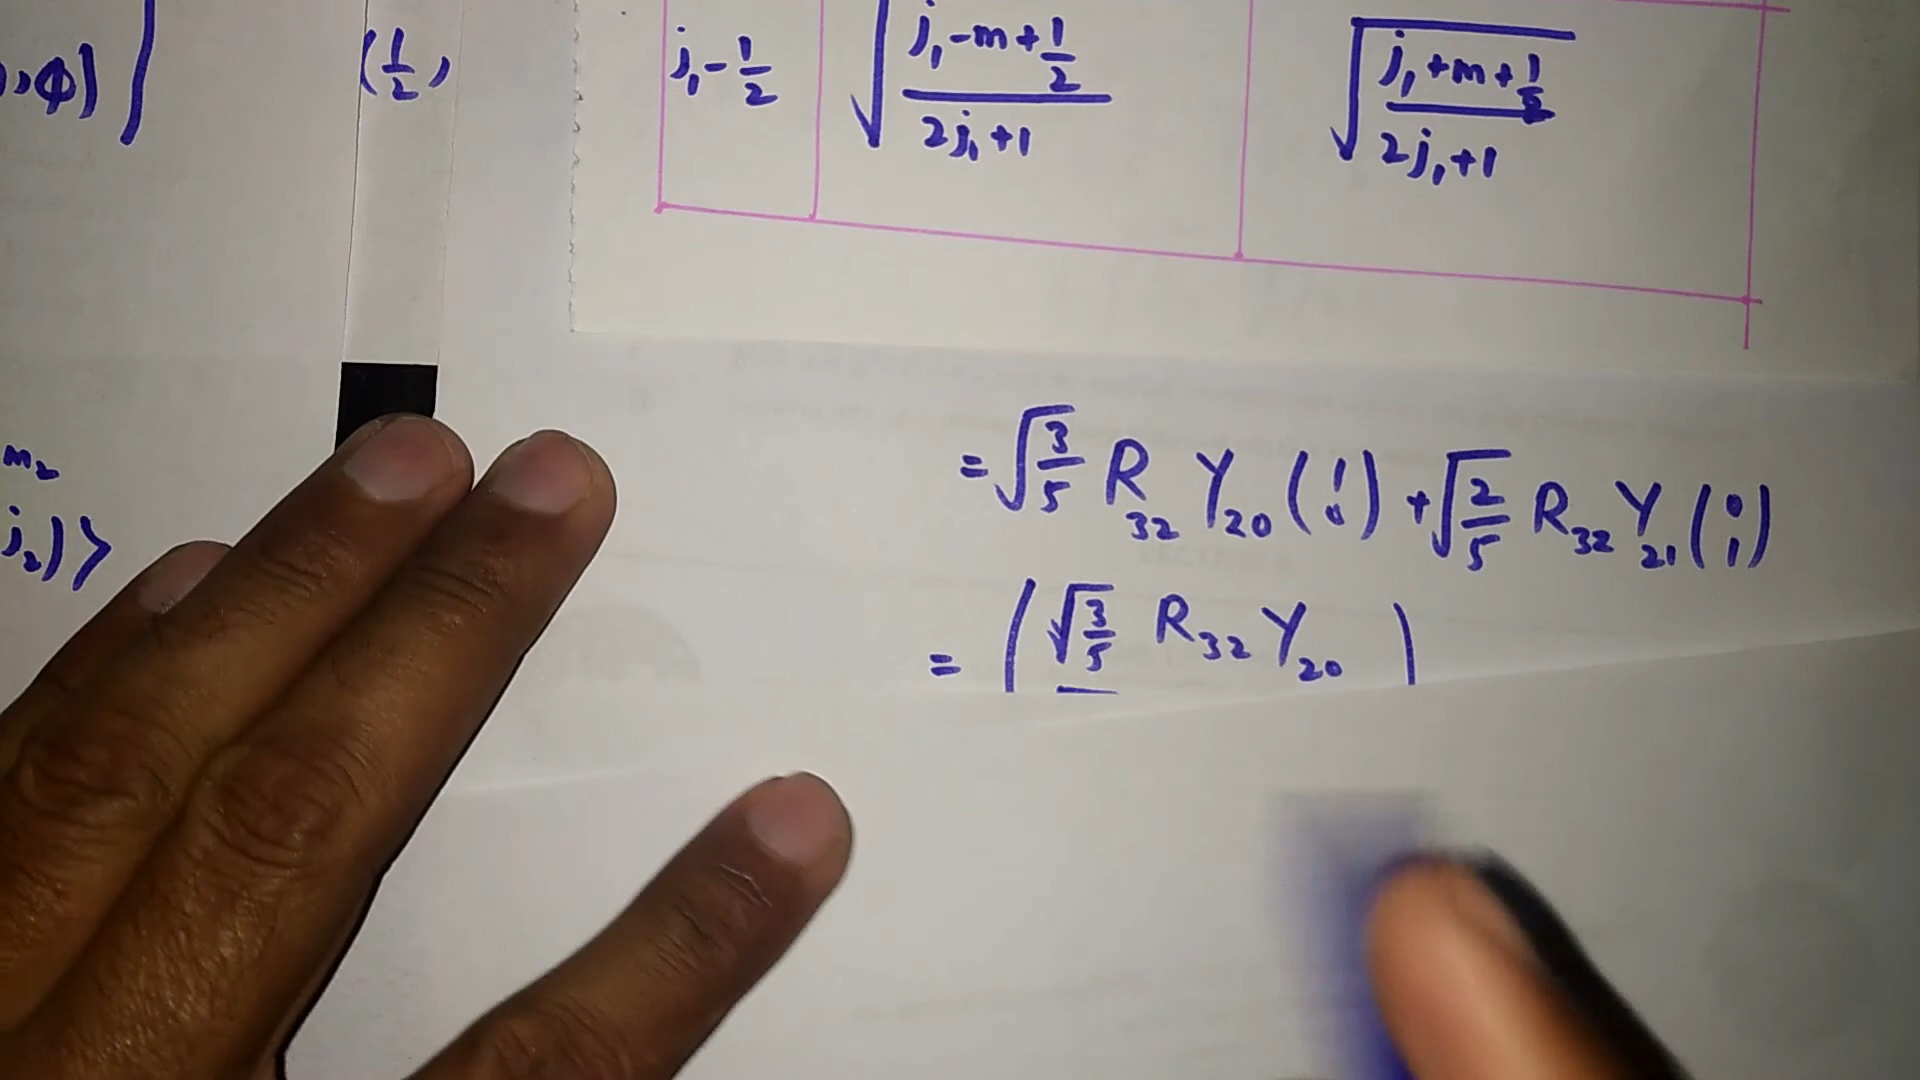 ,φ)]
(½,
j₁-½ √((j₁-m+½)/(2j₁+1)) √((j₁+m+½)/(2j₁+1))
m₂
j₂)>
= √(3/5) R₃₂ Y₂₀ (1 0) + √(2/5) R₃₂ Y₂₁ (0 1)
= ( √(3/5) R₃₂ Y₂₀ )